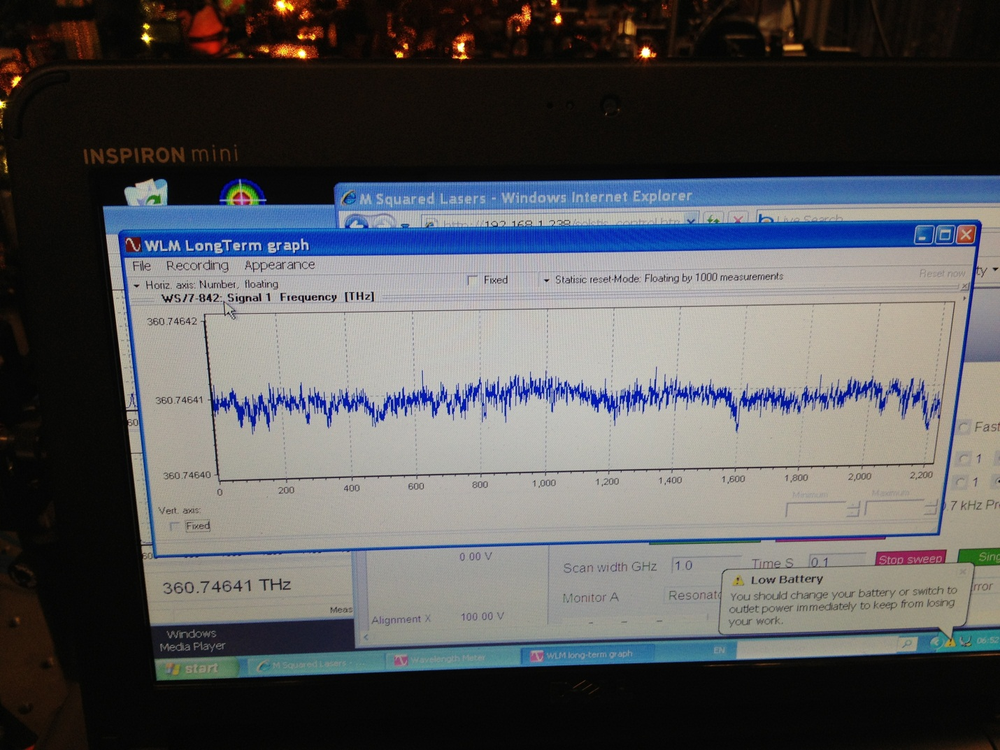 INSPIRON mini
M Squared Lasers - Windows Internet Explorer
http://192.168.1.238/solstis_control.htm
Live Search
WLM LongTerm graph
File Recording Appearance
Horiz. axis: Number, floating
Fixed
Statisic reset-Mode: Floating by 1000 measurements
Reset now
ty
WS/7-842: Signal 1 Frequency [THz]
360.74642
360.74641
360.74640
0 200 400 600 800 1,000 1,200 1,400 1,600 1,800 2,000 2,200
Vert. axis:
Fixed
Minimum
Maximum
60
Fast
1
1
.7 kHz Pr
60
0.00 V
Scan width GHz 1.0 Time S 0.1 Stop sweep Sing
360.74641 THz
Monitor A Resonato
rror
Meas
Alignment X 100.00 V
Low Battery
You should change your battery or switch to
outlet power immediately to keep from losing
your work.
Windows
Media Player
start
M Squared Lasers -
Wavelength Meter
WLM long-term graph
EN
06:52